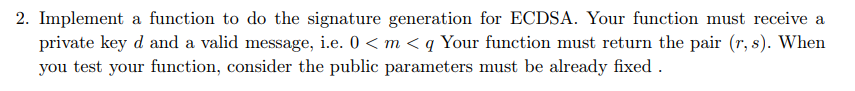 2. Implement a function to do the signature generation for ECDSA. Your function must receive a
private key d and a valid message, i.e. 0 < m < q Your function must return the pair (r, s). When
you test your function, consider the public parameters must be already fixed .